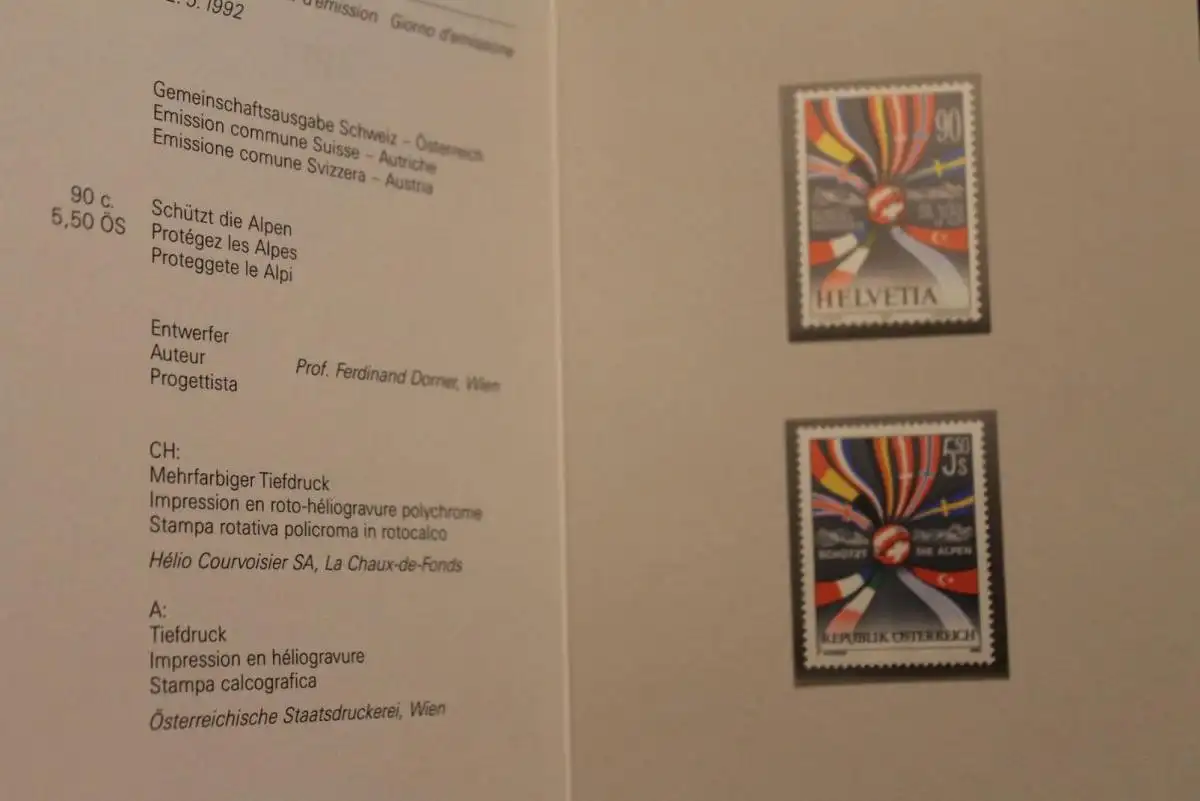 5. 1992
d'émission Giorno d'emissione
Gemeinschaftsausgabe Schweiz – Österreich
Emission commune Suisse – Autriche
Emissione comune Svizzera – Austria
90 c.
5,50 ÖS
Schützt die Alpen
Protégez les Alpes
Proteggete le Alpi
Entwerfer
Auteur
Progettista
Prof. Ferdinand Dorner, Wien
CH:
Mehrfarbiger Tiefdruck
Impression en roto-héliogravure polychrome
Stampa rotativa policroma in rotocalco
Hélio Courvoisier SA, La Chaux-de-Fonds
A:
Tiefdruck
Impression en héliogravure
Stampa calcografica
Österreichische Staatsdruckerei, Wien
90
HELVETIA
5 50
S
SCHÜTZT DIE ALPEN
REPUBLIK ÖSTERREICH